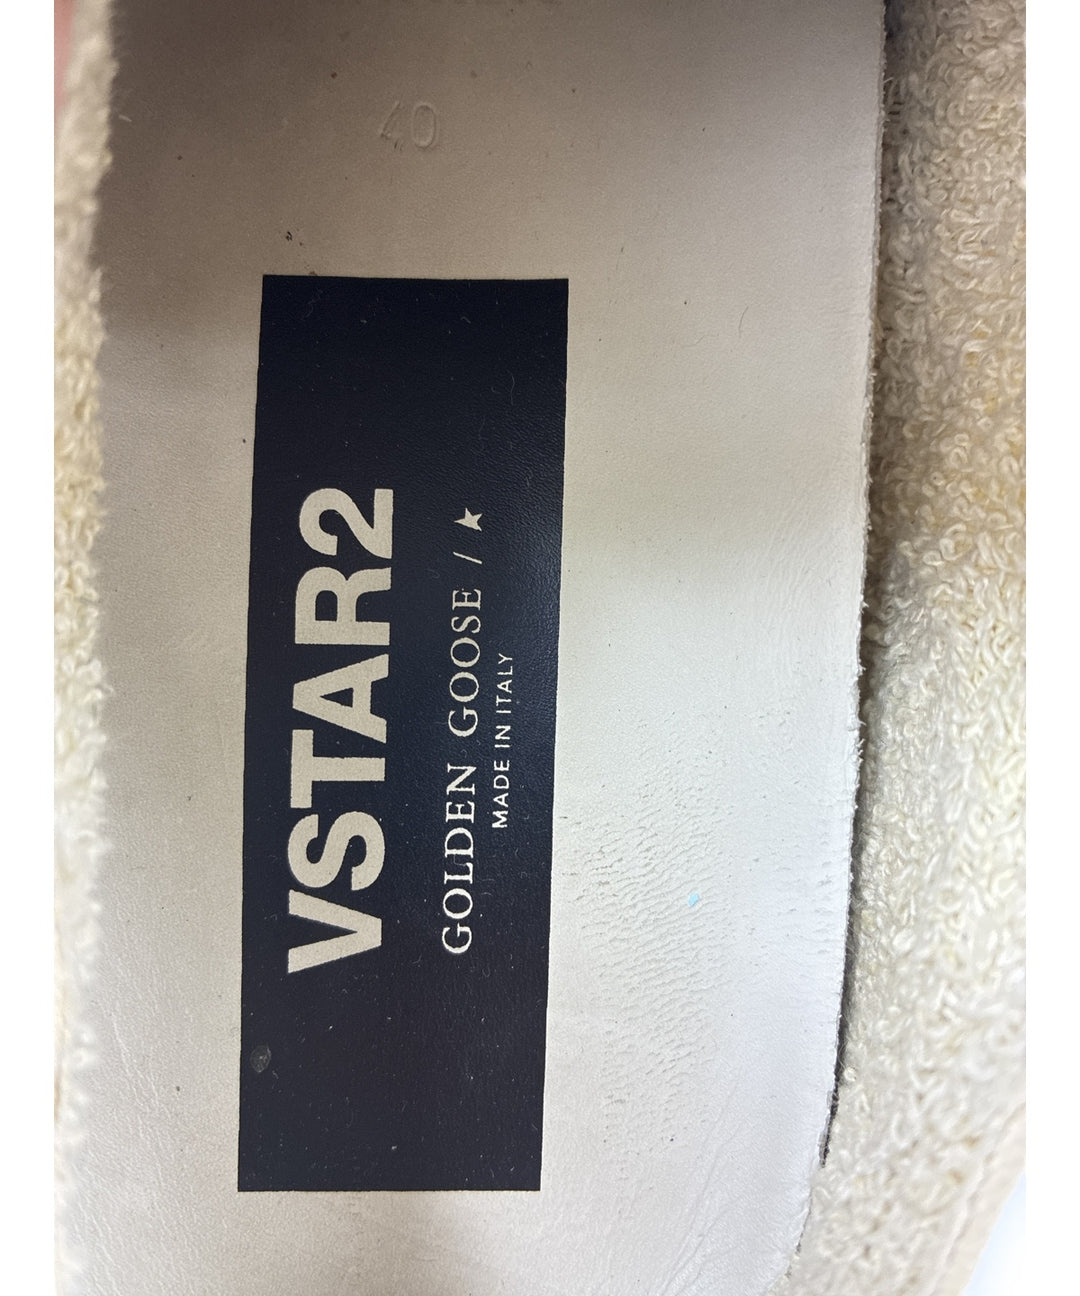 40
VSTAR2
GOLDEN GOOSE /
MADE IN ITALY